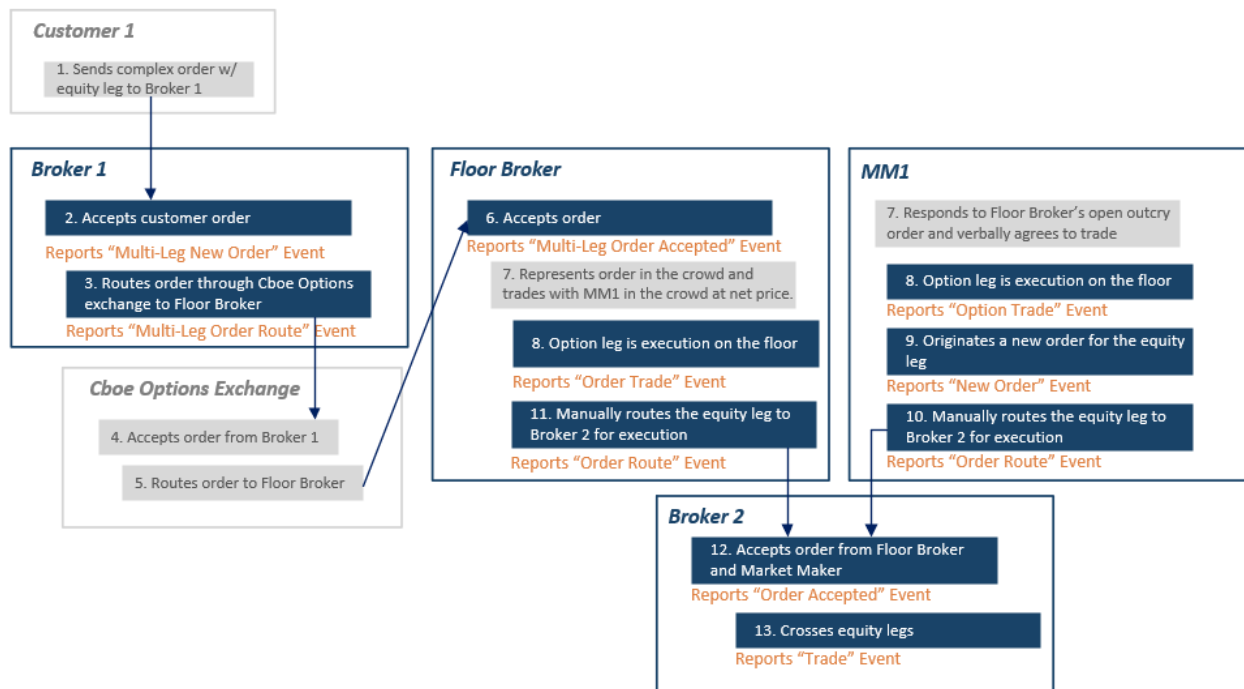 Customer 1
1. Sends complex order w/
equity leg to Broker 1
Broker 1
2. Accepts customer order
Reports “Multi-Leg New Order” Event
3. Routes order through Cboe Options
exchange to Floor Broker
Reports “Multi-Leg Order Route” Event
Cboe Options Exchange
4. Accepts order from Broker 1
5. Routes order to Floor Broker
Floor Broker
6. Accepts order
Reports “Multi-Leg Order Accepted” Event
7. Represents order in the crowd and
trades with MM1 in the crowd at net price.
8. Option leg is execution on the floor
Reports “Order Trade” Event
11. Manually routes the equity leg to
Broker 2 for execution
Reports “Order Route” Event
MM1
7. Responds to Floor Broker’s open outcry
order and verbally agrees to trade
8. Option leg is execution on the floor
Reports “Option Trade” Event
9. Originates a new order for the equity
leg
Reports “New Order” Event
10. Manually routes the equity leg to
Broker 2 for execution
Reports “Order Route” Event
Broker 2
12. Accepts order from Floor Broker
and Market Maker
Reports “Order Accepted” Event
13. Crosses equity legs
Reports “Trade” Event